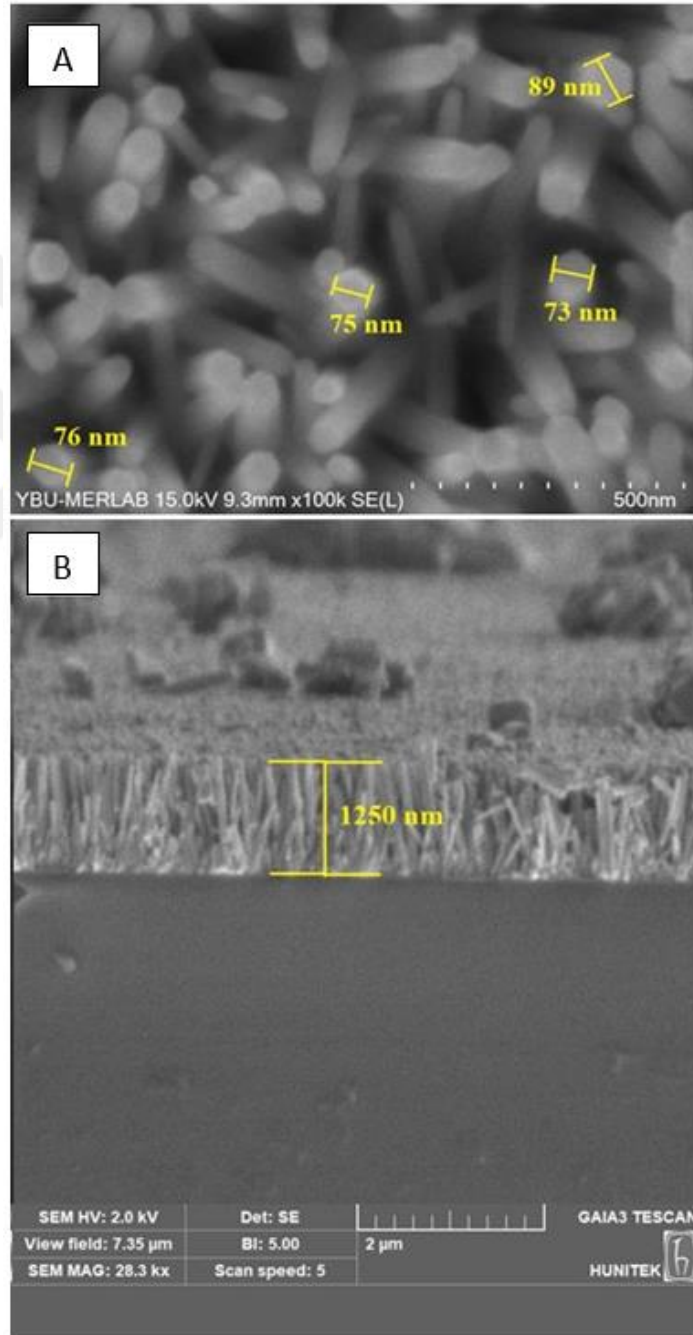 A
89 nm
75 nm
73 nm
76 nm
YBU-MERLAB 15.0kV 9.3mm x100k SE(L)
500nm
B
1250 nm
SEM HV: 2.0 kV
Det: SE
GAIA3 TESCAN
View field: 7.35 µm
BI: 5.00
2 µm
SEM MAG: 28.3 kx
Scan speed: 5
HUNITEK